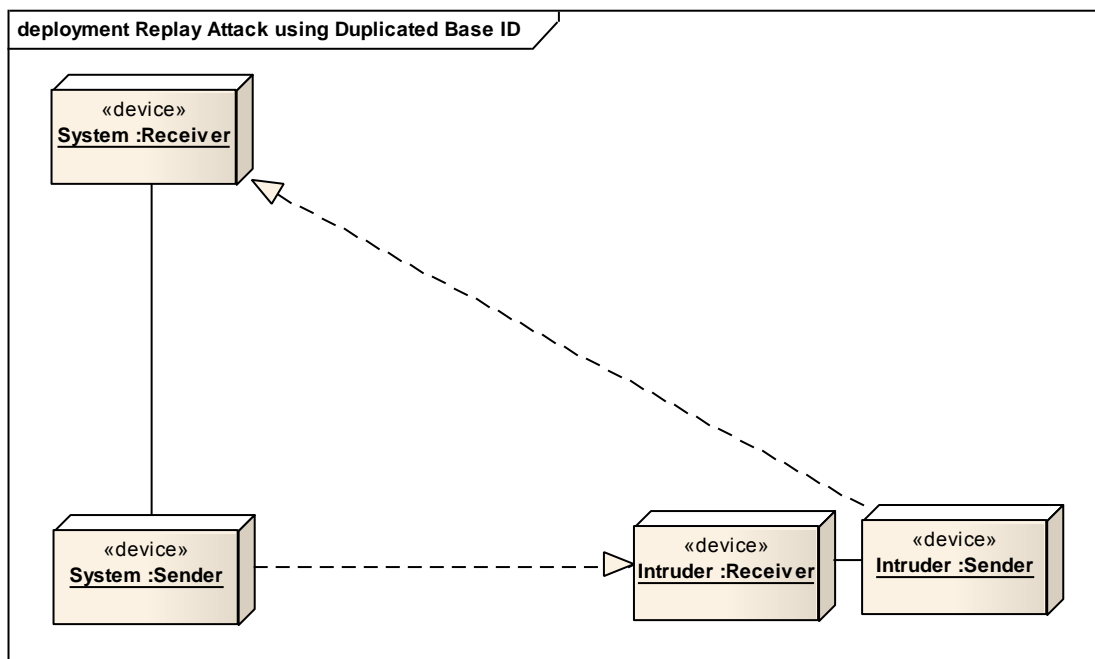 deployment Replay Attack using Duplicated Base ID
«device»
System :Receiver
«device»
System :Sender
«device»
Intruder :Receiver
«device»
Intruder :Sender